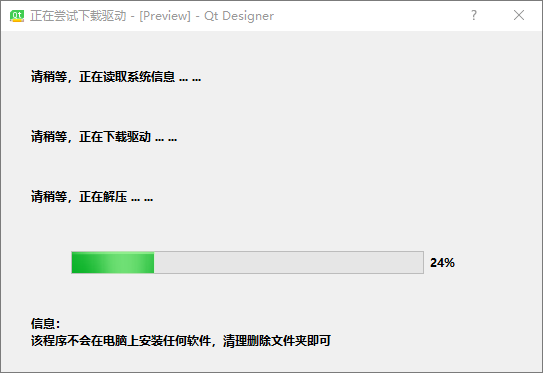 正在尝试下载驱动 - [Preview] - Qt Designer
请稍等，正在读取系统信息 ... ...
请稍等，正在下载驱动 ... ...
请稍等，正在解压 ... ...
24%
信息：
该程序不会在电脑上安装任何软件，清理删除文件夹即可